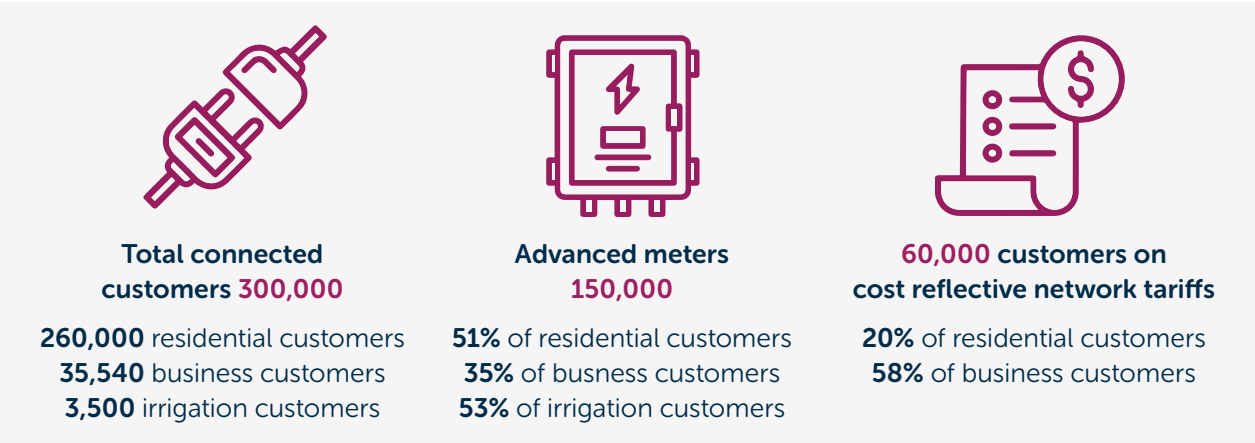 $
Total connected
customers 300,000
260,000 residential customers
35,540 business customers
3,500 irrigation customers
Advanced meters
150,000
51% of residential customers
35% of busness customers
53% of irrigation customers
60,000 customers on
cost reflective network tariffs
20% of residential customers
58% of business customers